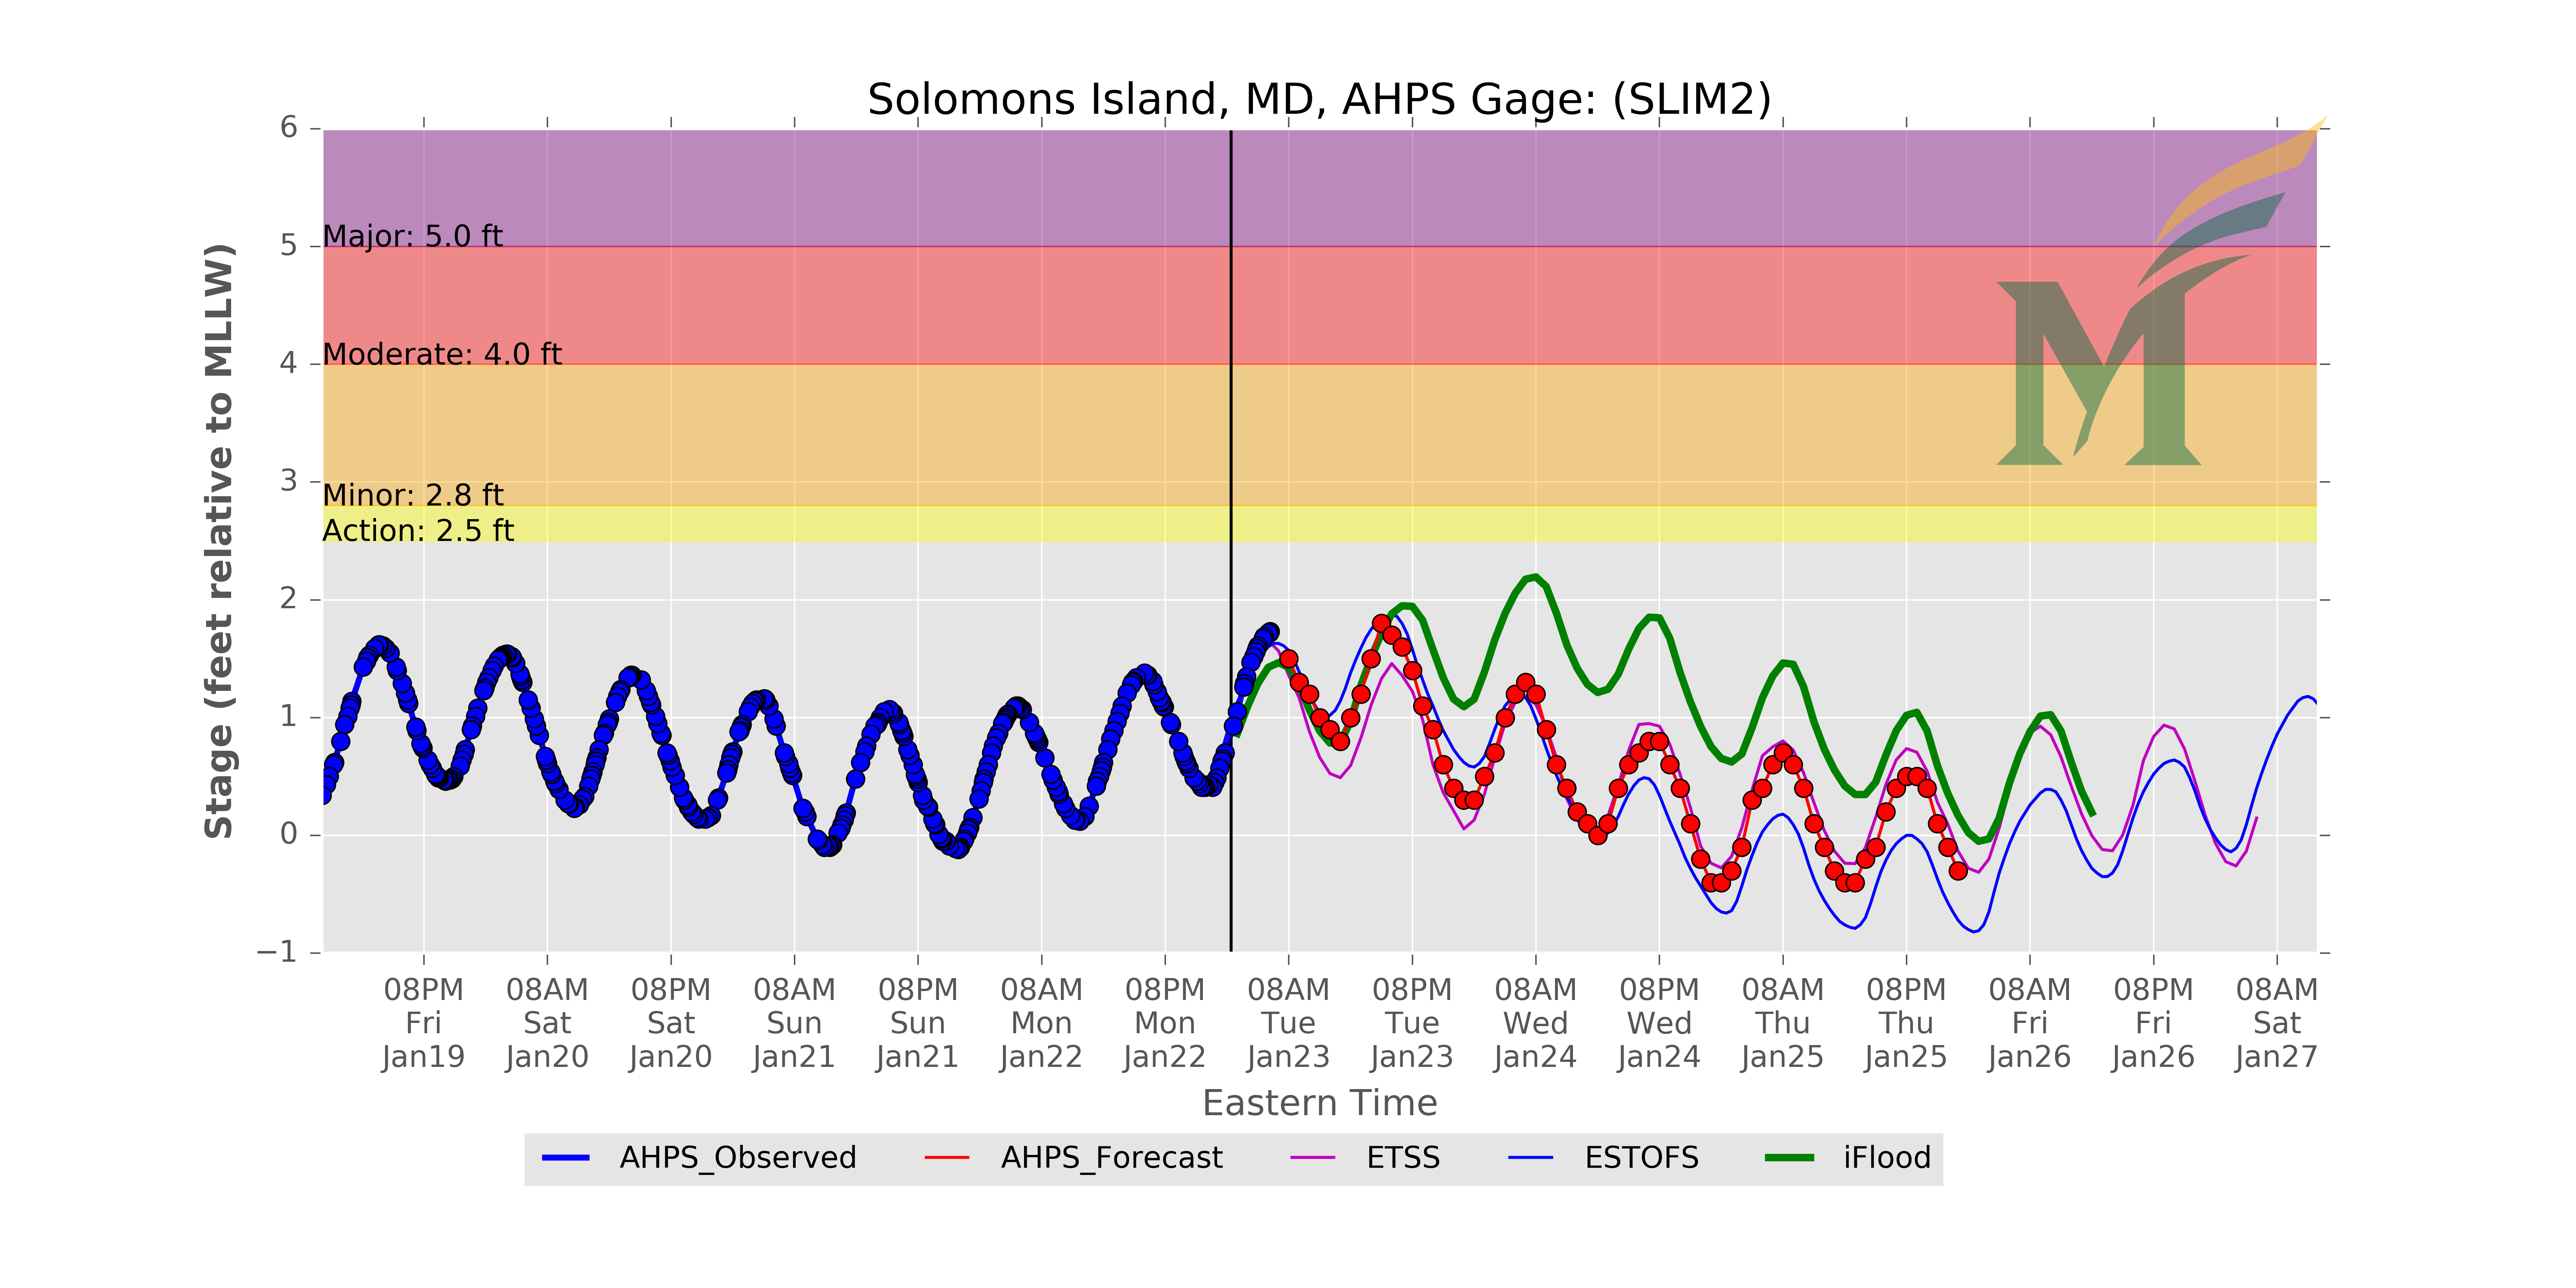 Solomons Island, MD, AHPS Gage: (SLIM2)
Stage (feet relative to MLLW)
6
5
4
3
2
1
0
−1
Major: 5.0 ft
Moderate: 4.0 ft
Minor: 2.8 ft
Action: 2.5 ft
M
08PM 08AM 08PM 08AM 08PM 08AM 08PM 08AM 08PM 08AM 08PM 08AM 08PM 08AM 08PM 08AM
Fri Sat Sat Sun Sun Mon Mon Tue Tue Wed Wed Thu Thu Fri Fri Sat
Jan19 Jan20 Jan20 Jan21 Jan21 Jan22 Jan22 Jan23 Jan23 Jan24 Jan24 Jan25 Jan25 Jan26 Jan26 Jan27
Eastern Time
AHPS_Observed AHPS_Forecast ETSS ESTOFS iFlood